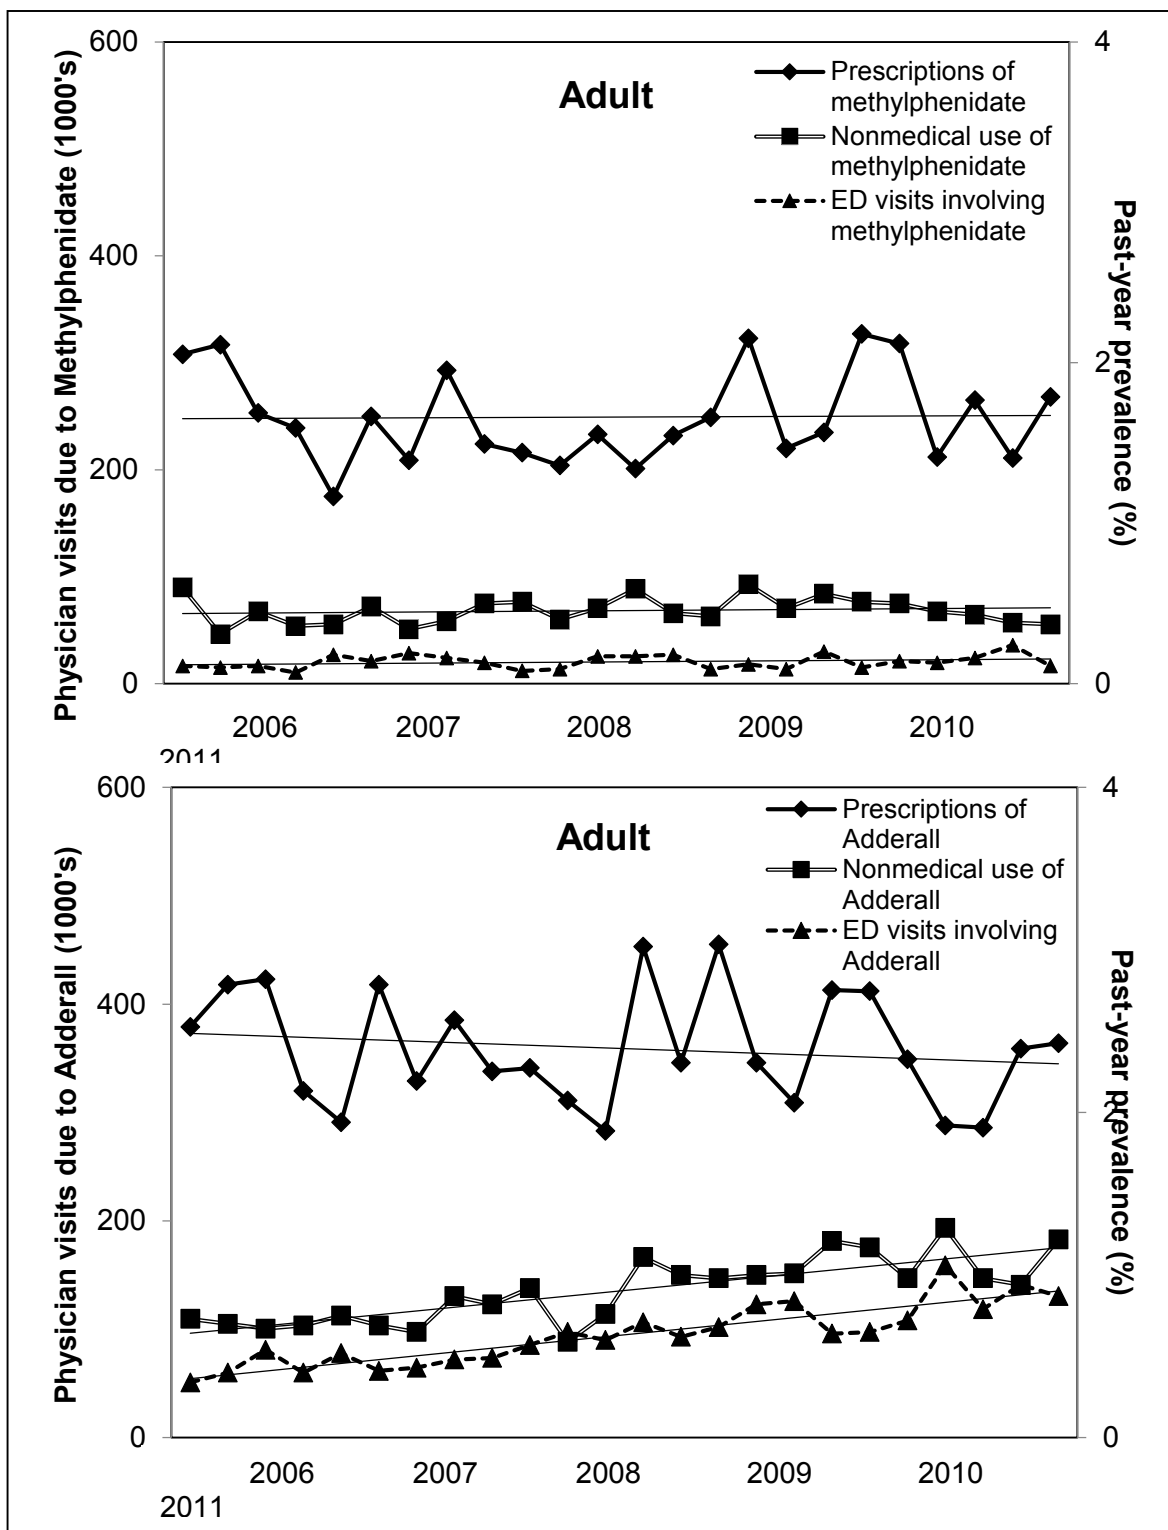 Physician visits due to Methylphenidate (1000's)
600
400
200
0
Adult
Prescriptions of
methylphenidate
Nonmedical use of
methylphenidate
ED visits involving
methylphenidate
4
2
0
Past-year prevalence (%)
2006 2007 2008 2009 2010
2011
Physician visits due to Adderall (1000's)
600
400
200
0
Adult
Prescriptions of
Adderall
Nonmedical use of
Adderall
ED visits involving
Adderall
4
2
0
Past-year prevalence (%)
2006 2007 2008 2009 2010
2011